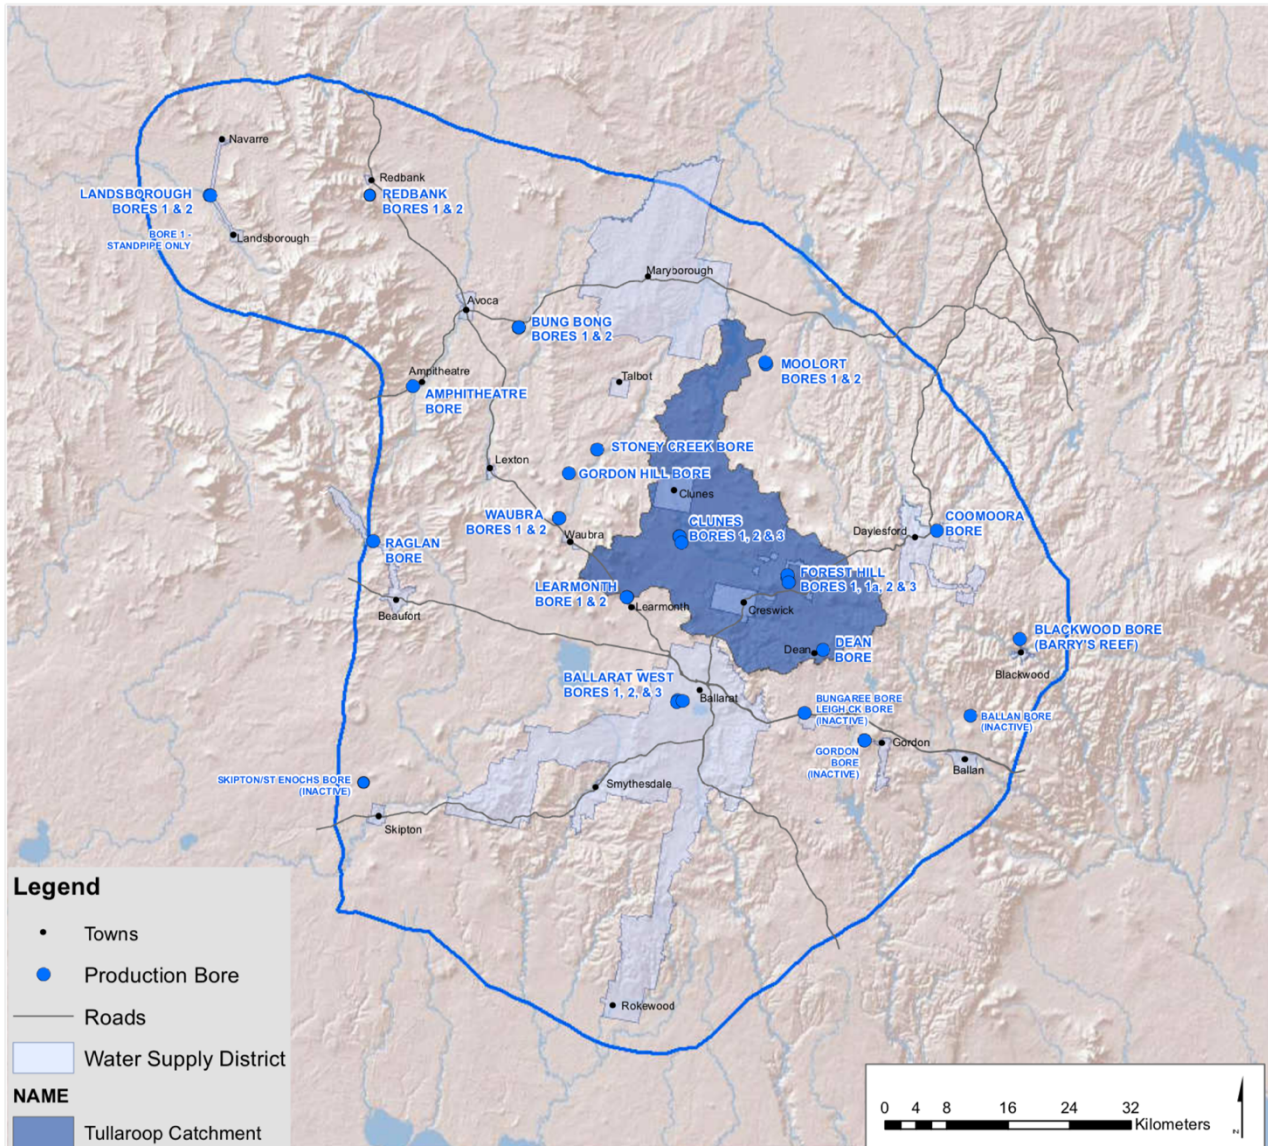 Navarre
Redbank
LANDSBOROUGH
BORES 1 & 2
REDBANK
BORES 1 & 2
BORE 1 -
STANDPIPE ONLY
Landsborough
Maryborough
Avoca
BUNG BONG
BORES 1 & 2
MOOLORT
BORES 1 & 2
Ampitheatre
Talbot
AMPHITHEATRE
BORE
STONEY CREEK BORE
Lexton
GORDON HILL BORE
Clunes
WAUBRA
BORES 1 & 2
CLUNES
BORES 1, 2 & 3
COOMOORA
BORE
Daylesford
Waubra
RAGLAN
BORE
FOREST HILL
BORES 1, 1a, 2 & 3
LEARMONTH
BORE 1 & 2
Learmonth
Creswick
Beaufort
BLACKWOOD BORE
(BARRY'S REEF)
DEAN
BORE
Dean
Blackwood
BALLARAT WEST
BORES 1, 2, & 3
Ballarat
BUNGAREE BORE
LEIGH CK BORE
(INACTIVE)
BALLAN BORE
(INACTIVE)
Gordon
GORDON
BORE
(INACTIVE)
Ballan
SKIPTON/ST ENOCHS BORE
(INACTIVE)
Smythesdale
Skipton
Rokewood
Legend
Towns
Production Bore
Roads
Water Supply District
NAME
Tullaroop Catchment
0 4 8 16 24 32
Kilometers
N